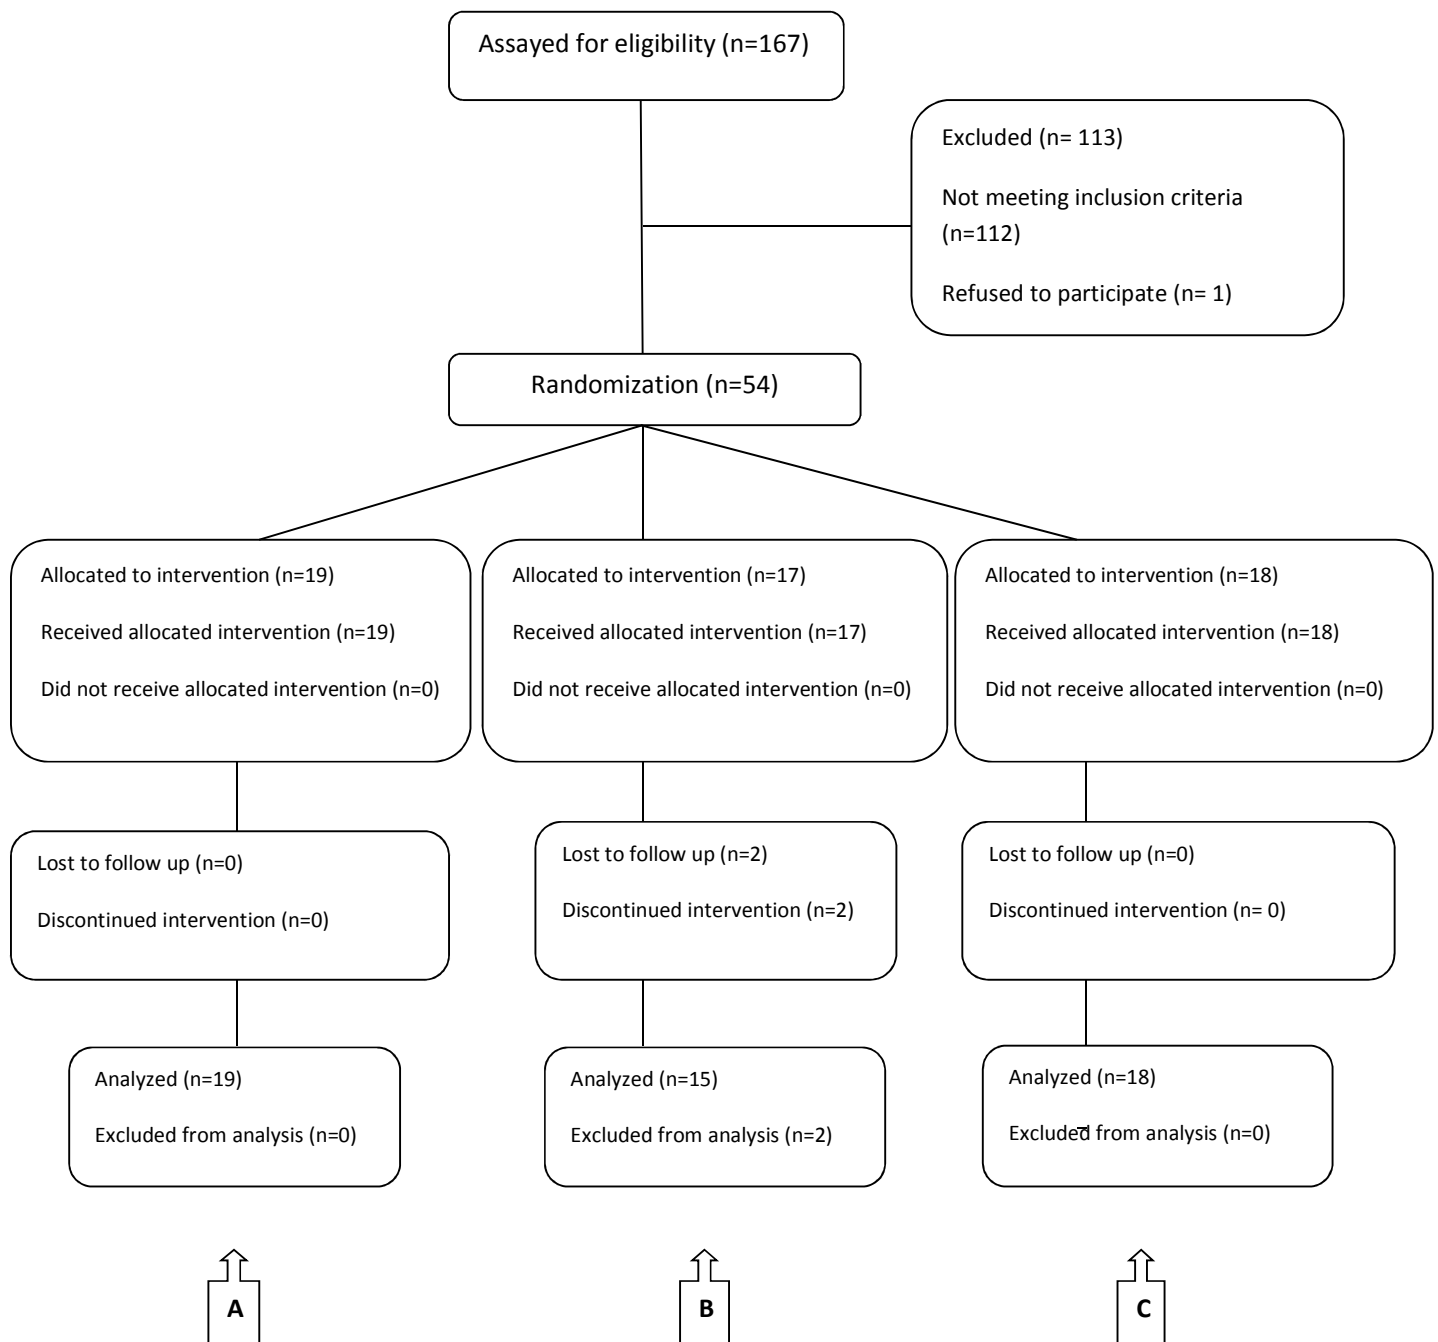 Assayed for eligibility (n=167)
Excluded (n= 113)
Not meeting inclusion criteria
(n=112)
Refused to participate (n= 1)
Randomization (n=54)
Allocated to intervention (n=19)
Received allocated intervention (n=19)
Did not receive allocated intervention (n=0)
Allocated to intervention (n=17)
Received allocated intervention (n=17)
Did not receive allocated intervention (n=0)
Allocated to intervention (n=18)
Received allocated intervention (n=18)
Did not receive allocated intervention (n=0)
Lost to follow up (n=0)
Discontinued intervention (n=0)
Lost to follow up (n=2)
Discontinued intervention (n=2)
Lost to follow up (n=0)
Discontinued intervention (n= 0)
Analyzed (n=19)
Excluded from analysis (n=0)
Analyzed (n=15)
Excluded from analysis (n=2)
Analyzed (n=18)
Excluded from analysis (n=0)
A
B
C